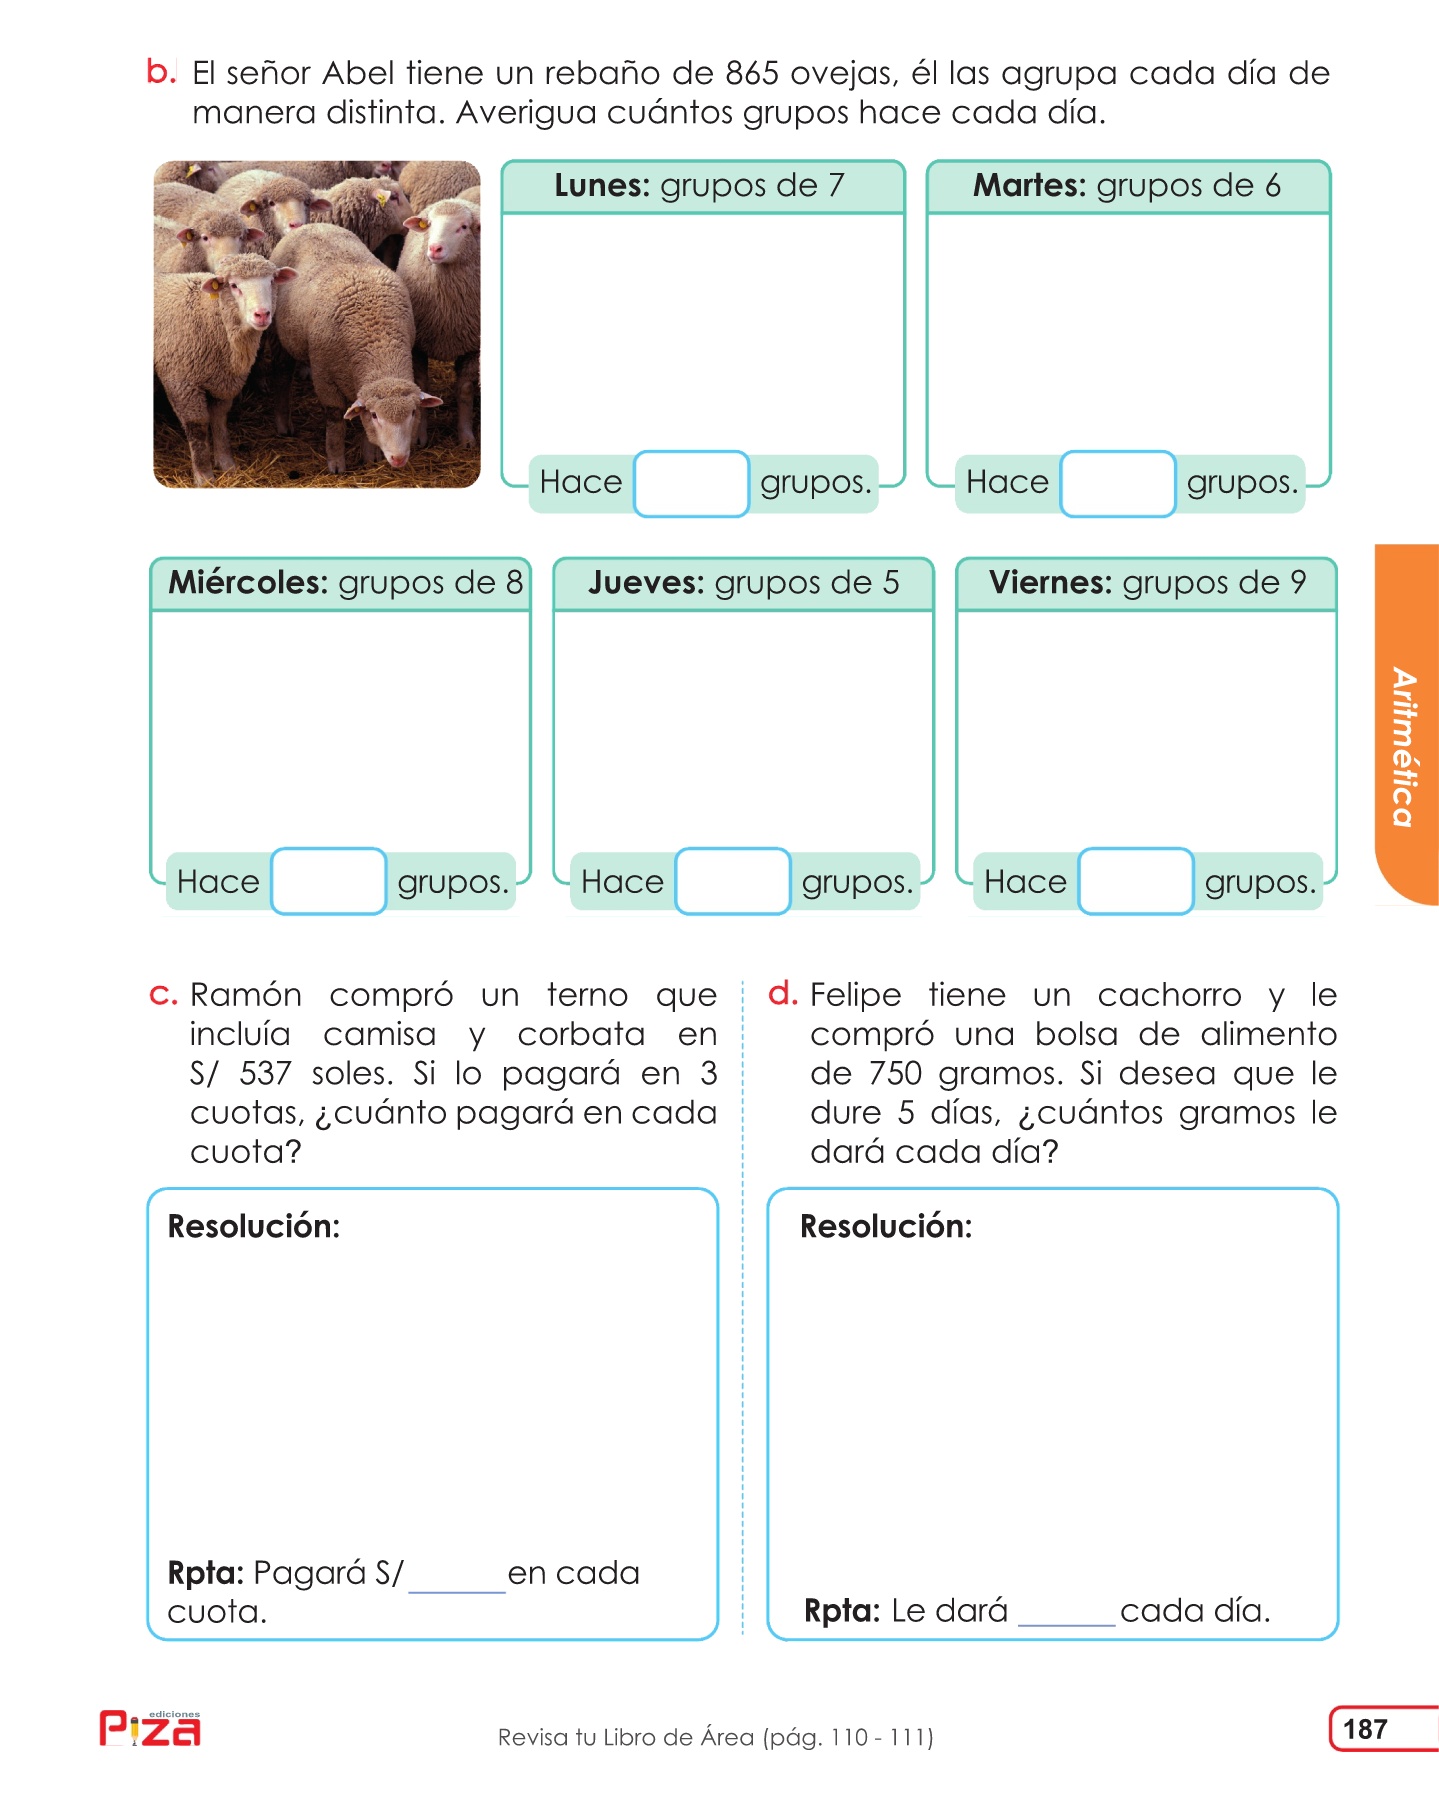 b. El señor Abel tiene un rebaño de 865 ovejas, él las agrupa cada día de
manera distinta. Averigua cuántos grupos hace cada día.
Lunes: grupos de 7
Hace grupos.
Martes: grupos de 6
Hace grupos.
Miércoles: grupos de 8
Hace grupos.
Jueves: grupos de 5
Hace grupos.
Viernes: grupos de 9
Hace grupos.
Aritmética
c. Ramón compró un terno que
incluía camisa y corbata en
S/ 537 soles. Si lo pagará en 3
cuotas, ¿cuánto pagará en cada
cuota?
Resolución:
Rpta: Pagará S/______en cada
cuota.
d. Felipe tiene un cachorro y le
compró una bolsa de alimento
de 750 gramos. Si desea que le
dure 5 días, ¿cuántos gramos le
dará cada día?
Resolución:
Rpta: Le dará ______ cada día.
ediciones
Piza
Revisa tu Libro de Área (pág. 110 - 111)
187